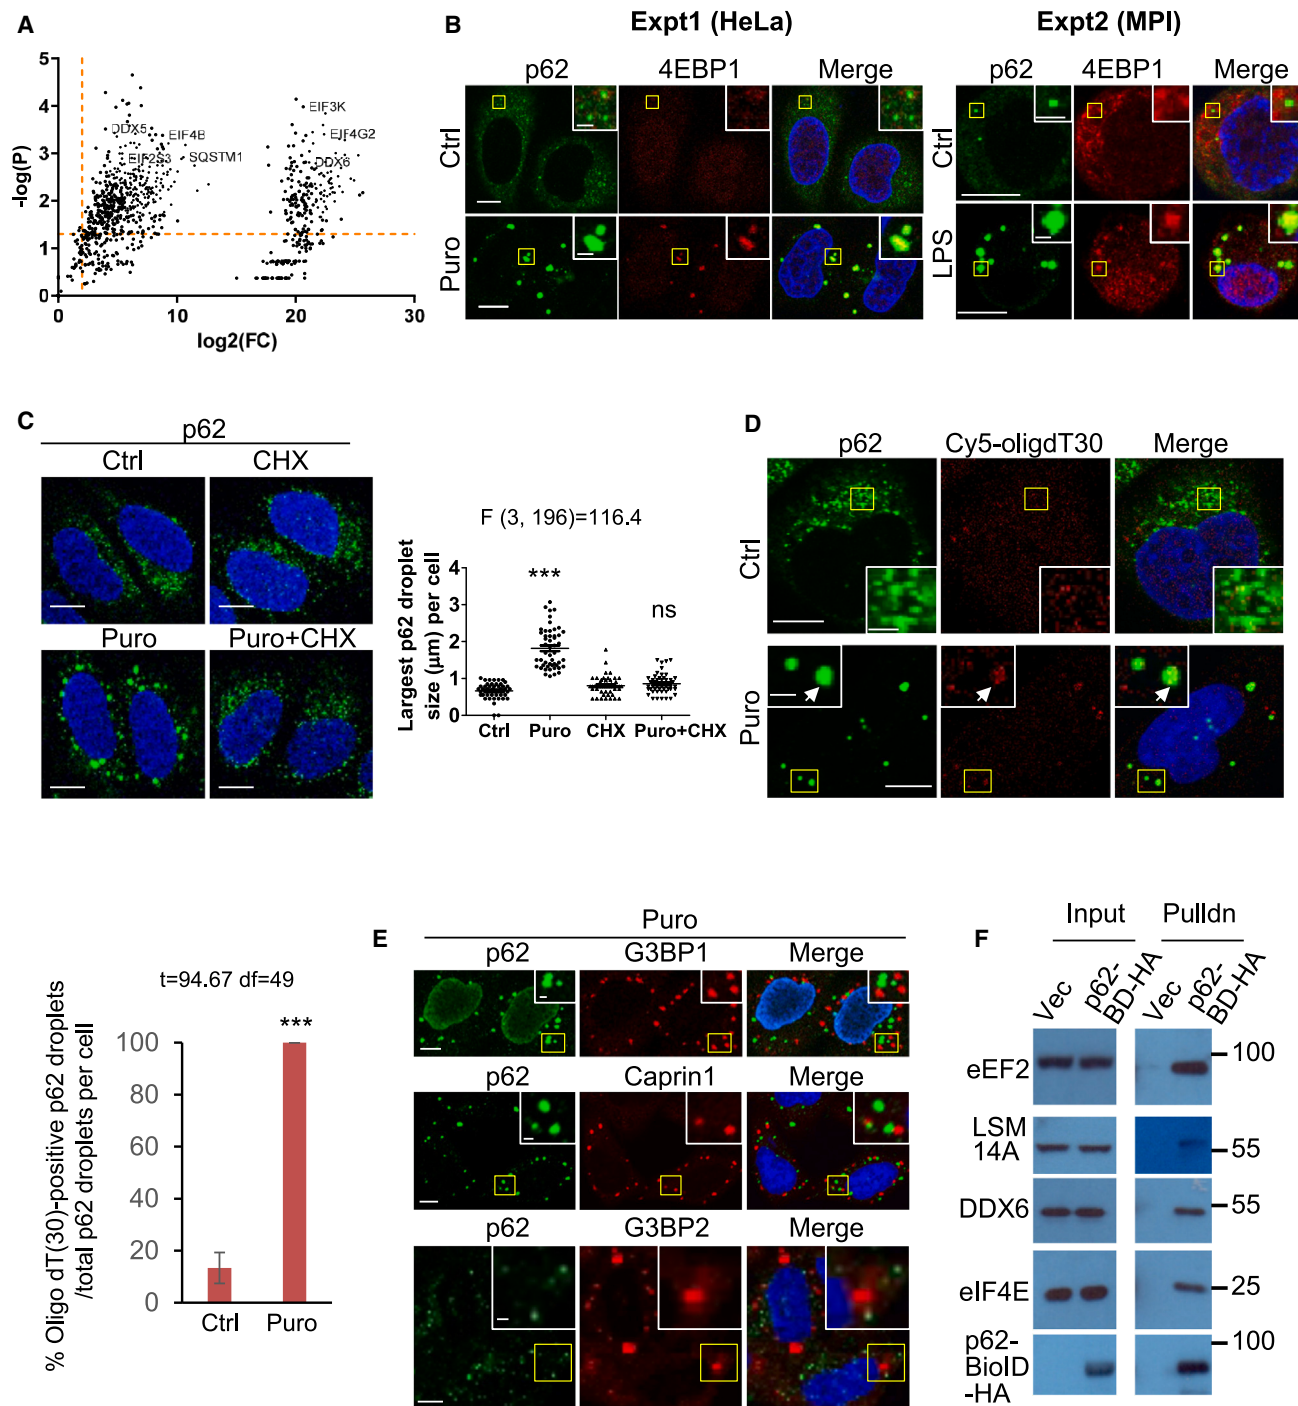 A
5
4
3
2
1
0
-log(P)
DDX5
EIF4B
EIF2S3
SQSTM1
EIF3K
EIF4G2
DDX6
0
10
20
30
log2(FC)
B
Expt1 (HeLa)
Expt2 (MPI)
p62
4EBP1
Merge
p62
4EBP1
Merge
Ctrl
Puro
Ctrl
LPS
C
p62
Ctrl
CHX
Puro
Puro+CHX
F (3, 196)=116.4
Largest p62 droplet
size (µm) per cell
4
3
2
1
0
***
ns
Ctrl
Puro
CHX
Puro+CHX
D
p62
Cy5-oligdT30
Merge
Ctrl
Puro
t=94.67 df=49
% Oligo dT(30)-positive p62 droplets
/total p62 droplets per cell
100
80
60
40
20
0
***
Ctrl
Puro
E
Puro
p62
G3BP1
Merge
p62
Caprin1
Merge
p62
G3BP2
Merge
F
Input
Pulldn
Vec
p62-
BD-HA
Vec
p62-
BD-HA
eEF2
100
LSM
14A
55
DDX6
55
eIF4E
25
p62-
BioID
-HA
100